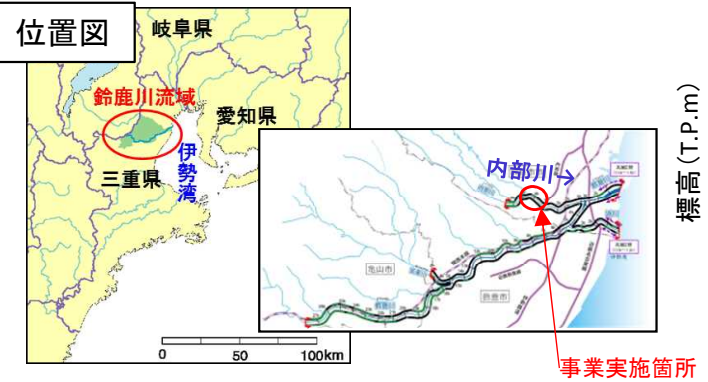 位置図
岐阜県
鈴鹿川流域
愛知県
伊勢湾
三重県
0 50 100km
内部川→
亀山市
鈴鹿市
標高(T.P.m)
事業実施箇所